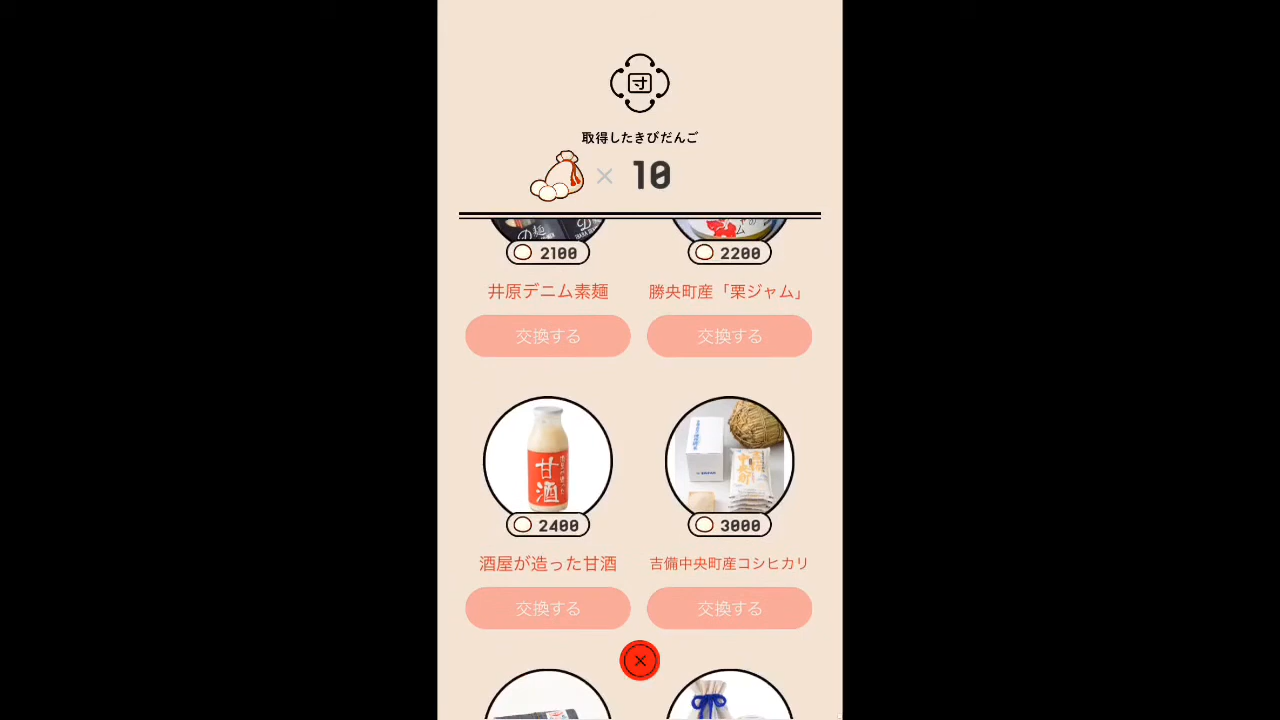 団
取得したきびだんご
× 10
2100 2200
井原デニム素麺 勝央町産「栗ジャム」
交換する 交換する
甘酒
2400 3000
酒屋が造った甘酒 吉備中央町産コシヒカリ
交換する 交換する